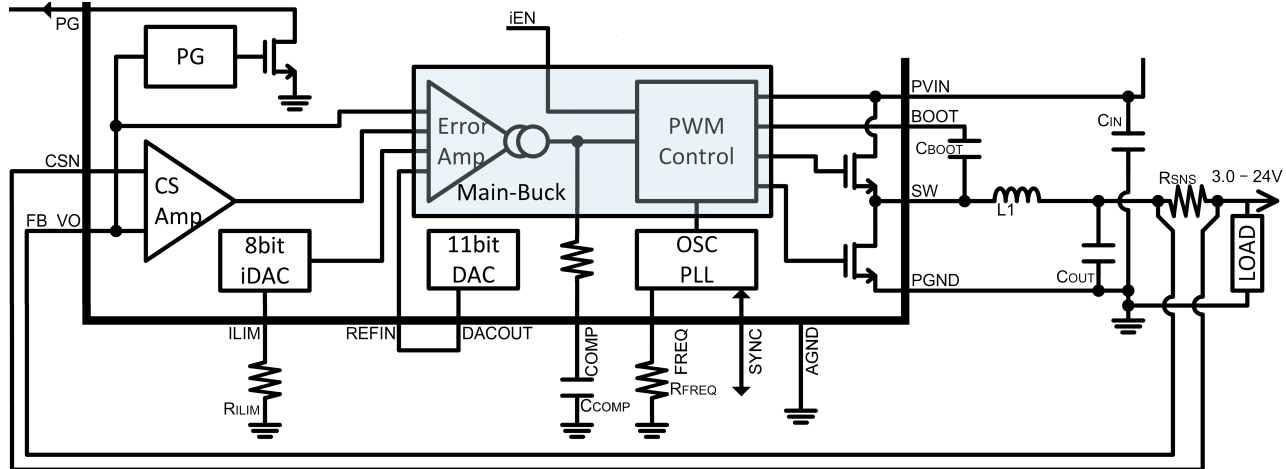 iEN
PG
PG
PVIN
BOOT
CIN
CBOOT
Error
Amp
PWM
Control
Main-Buck
CSN
CS
Amp
RSNS
3.0 – 24V
SW
L1
FB_VO
8bit
iDAC
11bit
DAC
OSC
PLL
COUT
LOAD
PGND
ILIM
REFIN
DACOUT
COMP
FREQ
SYNC
AGND
RILIM
CCOMP
RFREQ